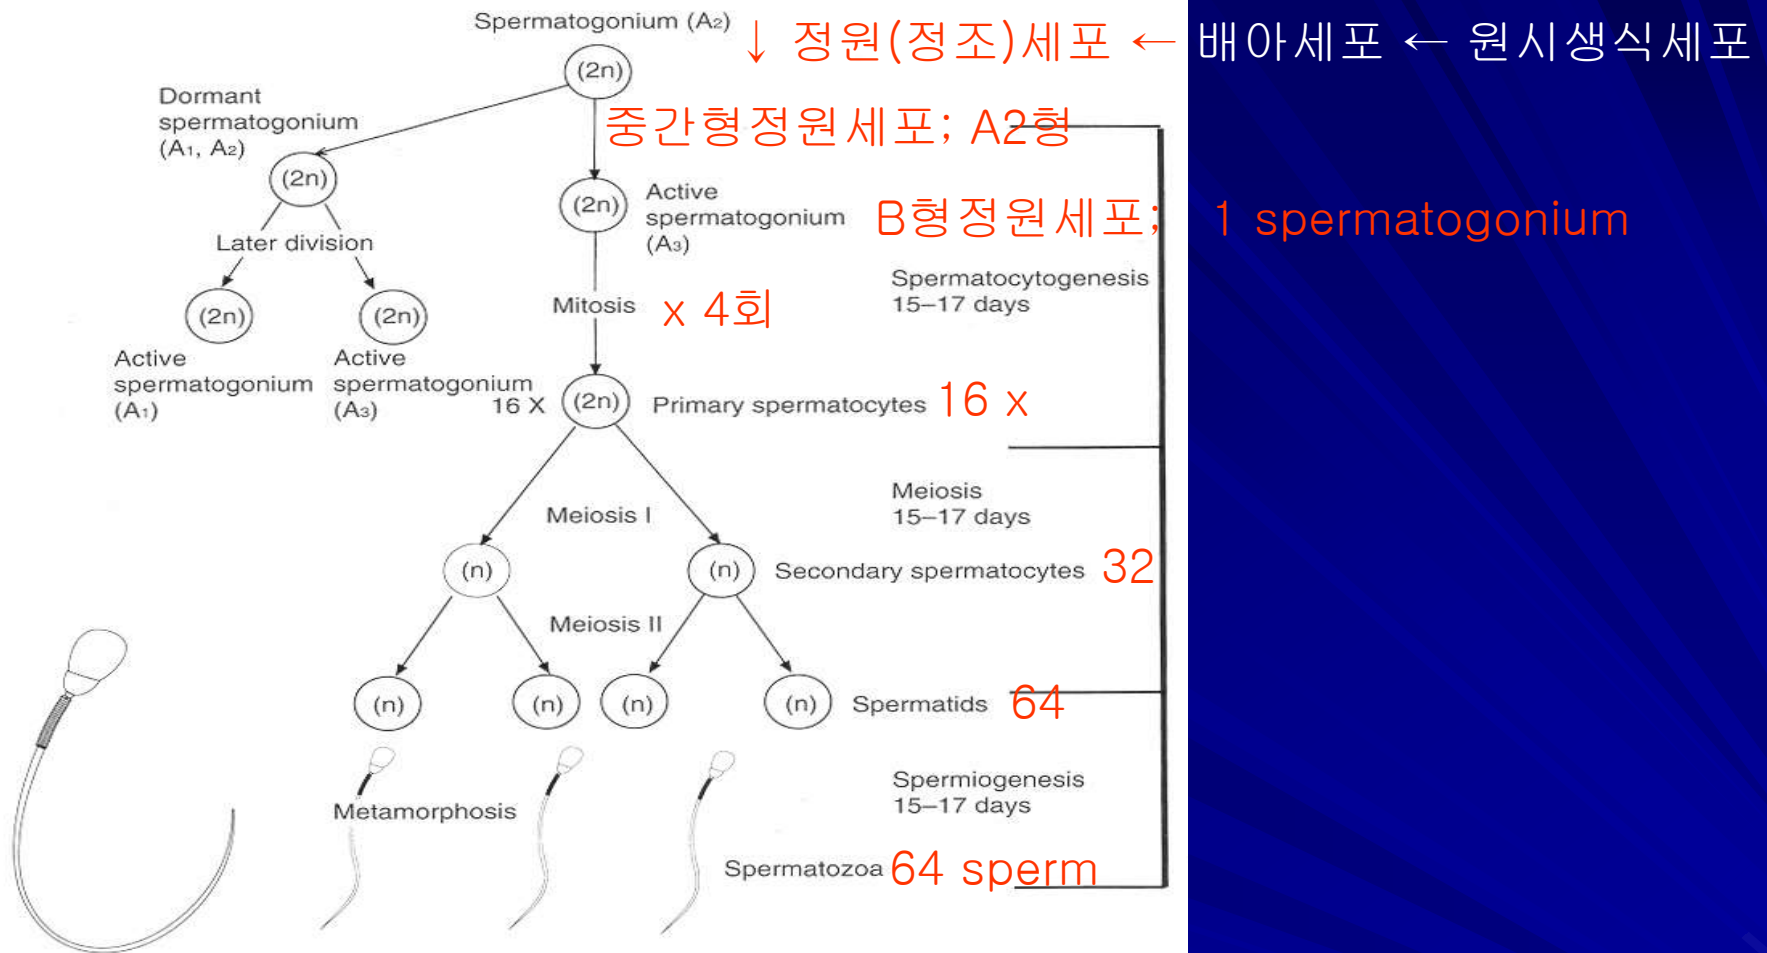 Spermatogonium (A₂)
↓ 정원(정조)세포 ← 배아세포 ← 원시생식세포
(2n)
Dormant
spermatogonium
(A₁, A₂)
중간형정원세포; A2형
(2n)
(2n)
Active
spermatogonium
(A₃)
B형정원세포; 1 spermatogonium
Later division
Spermatocytogenesis
15–17 days
Mitosis x 4회
(2n)
(2n)
Active
spermatogonium
(A₁)
Active
spermatogonium
(A₃)
16 X (2n) Primary spermatocytes 16 x
Meiosis
15–17 days
Meiosis I
(n)
(n)
Secondary spermatocytes 32
Meiosis II
(n)
(n)
(n)
(n)
Spermatids 64
Spermiogenesis
15–17 days
Metamorphosis
Spermatozoa 64 sperm